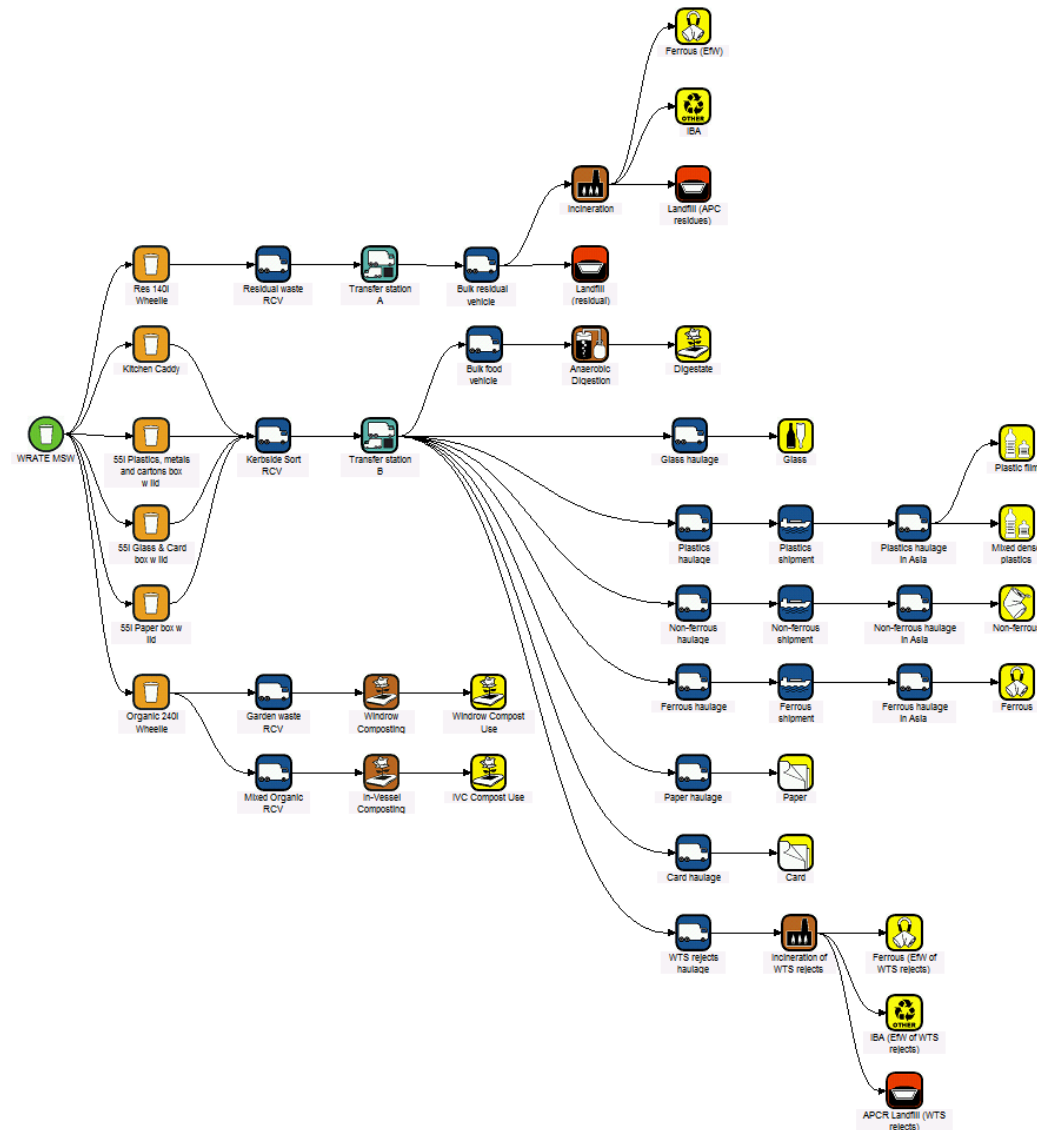 Ferrous (EfW)
OTHER
IBA
Incineration
Landfill (APC
residues)
Res 140l
Wheelie
Residual waste
RCV
Transfer station
A
Bulk residual
vehicle
Landfill
(residual)
Kitchen Caddy
Bulk food
vehicle
Anaerobic
Digestion
Digestate
WRATE MSW
55l Plastics, metals
and cartons box
w lid
Kerbside Sort
RCV
Transfer station
B
Glass haulage
Glass
Plastic film
55l Glass & Card
box w lid
Plastics
haulage
Plastics
shipment
Plastics haulage
in Asia
Mixed dense
plastics
55l Paper box w
lid
Non-ferrous
haulage
Non-ferrous
shipment
Non-ferrous haulage
in Asia
Non-ferrou
Organic 240l
Wheelie
Garden waste
RCV
Windrow
Composting
Windrow Compost
Use
Ferrous haulage
Ferrous
shipment
Ferrous haulage
in Asia
Ferrous
Mixed Organic
RCV
In-Vessel
Composting
IVC Compost Use
Paper haulage
Paper
Card haulage
Card
WTS rejects
haulage
Incineration of
WTS rejects
Ferrous (EfW of
WTS rejects)
OTHER
IBA (EfW of WTS
rejects)
APCR Landfill (WTS
rejects)